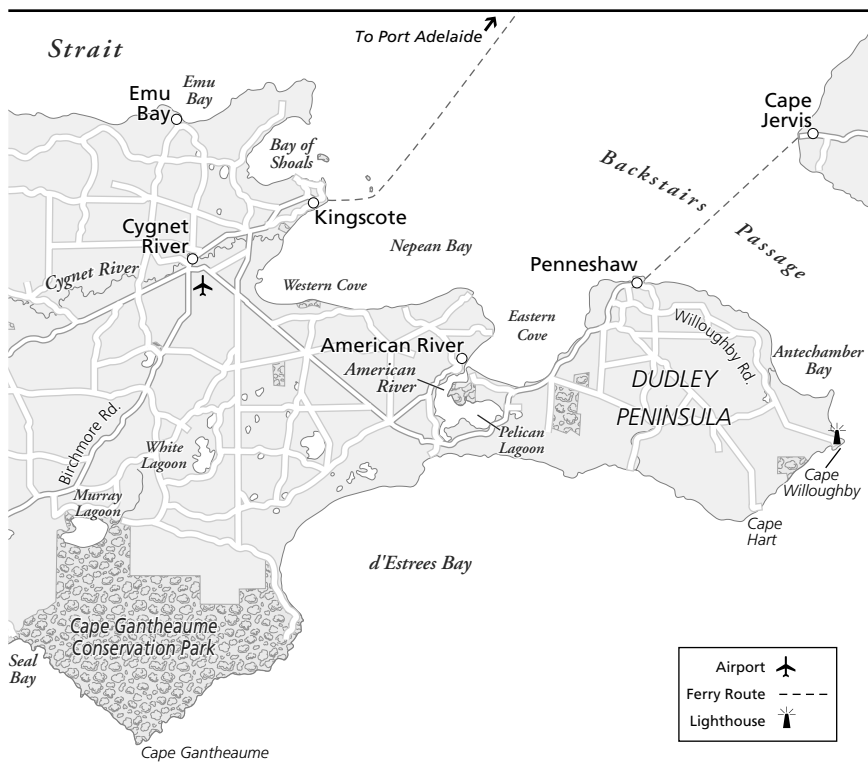 To Port Adelaide
Strait
Emu
Bay
Emu
Bay
Cape
Jervis
Bay of
Shoals
Backstairs
Passage
Kingscote
Cygnet
River
Nepean Bay
Penneshaw
Cygnet River
Western Cove
Eastern
Cove
Willoughby Rd.
American River
Antechamber
Bay
American
River
DUDLEY
PENINSULA
Birchmore Rd.
White
Lagoon
Pelican
Lagoon
Cape
Willoughby
Murray
Lagoon
Cape
Hart
d'Estrees Bay
Cape Gantheaume
Conservation Park
Seal
Bay
Cape Gantheaume
Airport
Ferry Route
Lighthouse